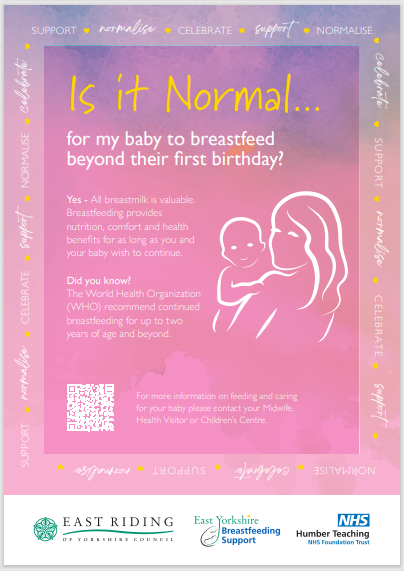 SUPPORT normalise CELEBRATE support NORMALISE
celebrate SUPPORT normalise CELEBRATE support
NORMALISE celebrate SUPPORT normalise
SUPPORT normalise CELEBRATE support NORMALISE celebrate
Is it Normal...
for my baby to breastfeed
beyond their first birthday?
Yes - All breastmilk is valuable.
Breastfeeding provides
nutrition, comfort and health
benefits for as long as you and
your baby wish to continue.
Did you know?
The World Health Organization
(WHO) recommend continued
breastfeeding for up to two
years of age and beyond.
For more information on feeding and caring
for your baby please contact your Midwife,
Health Visitor or Children's Centre.
EAST RIDING
OF YORKSHIRE COUNCIL
East Yorkshire
Breastfeeding
Support
NHS
Humber Teaching
NHS Foundation Trust